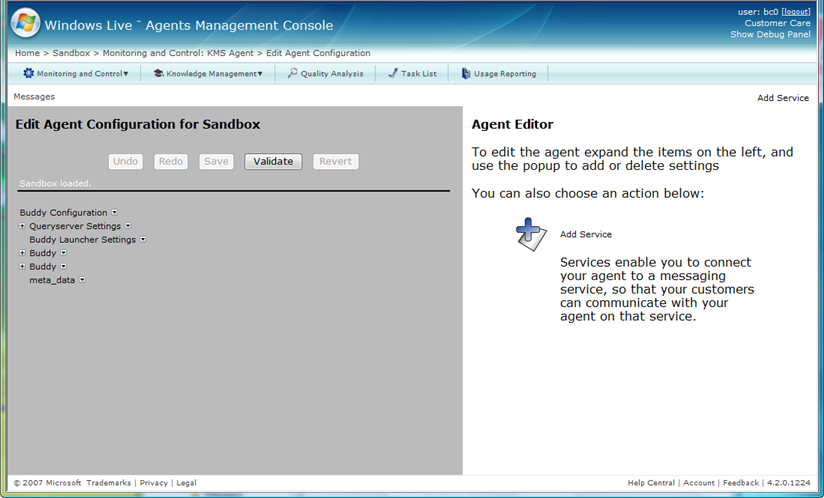 user: bc0 [logout]
Windows Live ~ Agents Management Console
Customer Care
Show Debug Panel
Home > Sandbox > Monitoring and Control: KMS Agent > Edit Agent Configuration
Monitoring and Control▼ Knowledge Management▼ Quality Analysis Task List Usage Reporting
Messages
Add Service
Edit Agent Configuration for Sandbox
Undo Redo Save Validate Revert
Sandbox loaded.
Buddy Configuration
Queryserver Settings
Buddy Launcher Settings
Buddy
Buddy
meta_data
Agent Editor
To edit the agent expand the items on the left, and
use the popup to add or delete settings
You can also choose an action below:
Add Service
Services enable you to connect
your agent to a messaging
service, so that your customers
can communicate with your
agent on that service.
© 2007 Microsoft Trademarks | Privacy | Legal
Help Central | Account | Feedback | 4.2.0.1224